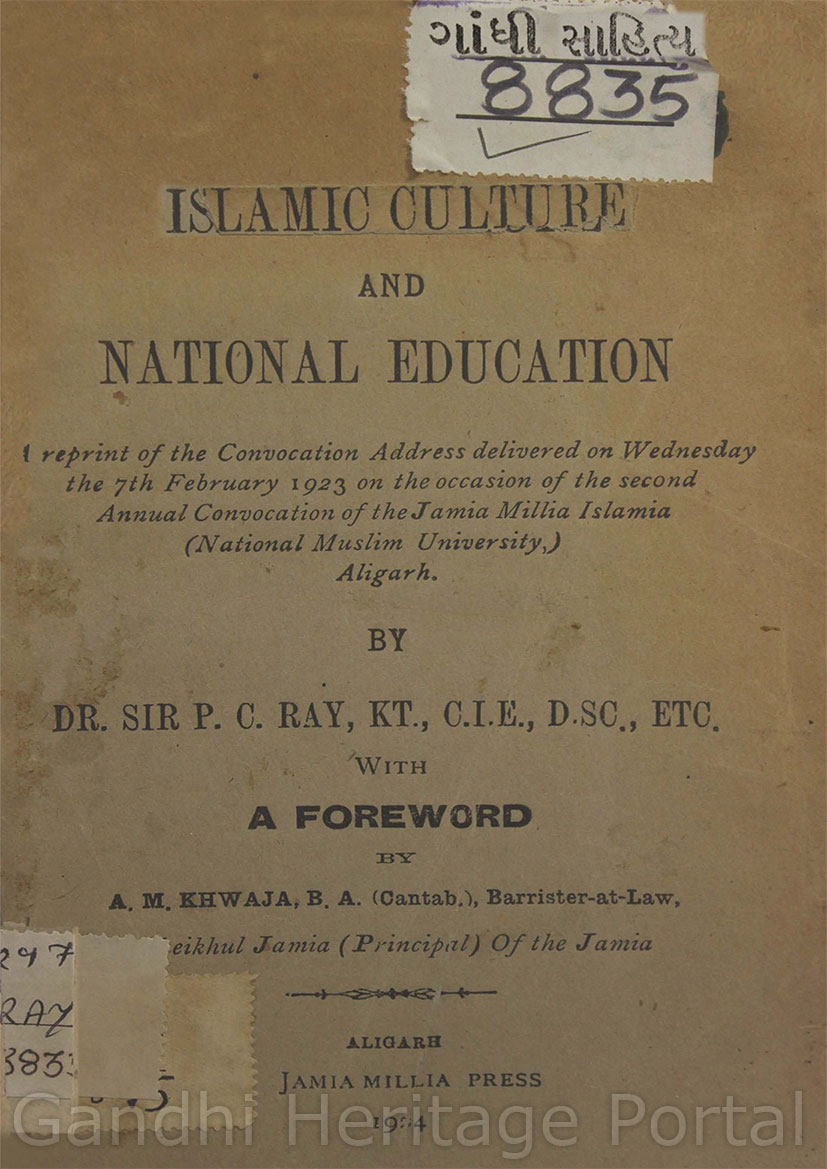 ગાંધી સાહિત્ય
8835
ISLAMIC CULTURE
AND
NATIONAL EDUCATION
reprint of the Convocation Address delivered on Wednesday
the 7th February 1923 on the occasion of the second
Annual Convocation of the Jamia Millia Islamia
(National Muslim University,)
Aligarh.
BY
DR. SIR P. C. RAY, KT., C.I.E., D.SC., ETC.
WITH
A FOREWORD
BY
A. M. KHWAJA, B. A. (Cantab.), Barrister-at-Law,
eikhul Jamia (Principal) Of the Jamia
297
RAY
ALIGARH
JAMIA MILLIA PRESS
Gandhi Heritage Portal